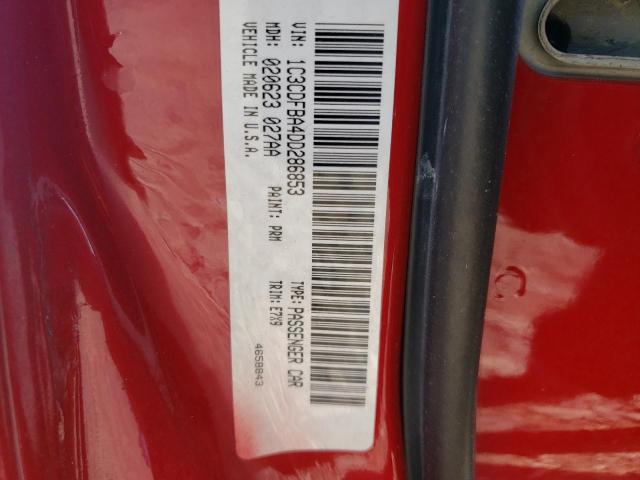 VIN: 1C3CDFBA4DD286853 TYPE: PASSENGER CAR
MDH: 020623 027AA PAINT: PRM TRIM: E7X9
VEHICLE MADE IN U.S.A. 4658843